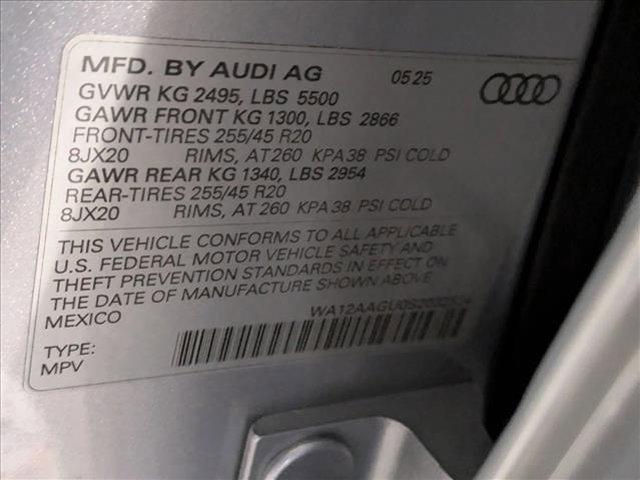 MFD. BY AUDI AG 0525
GVWR KG 2495, LBS 5500
GAWR FRONT KG 1300, LBS 2866
FRONT-TIRES 255/45 R20
8JX20 RIMS, AT 260 KPA 38 PSI COLD
GAWR REAR KG 1340, LBS 2954
REAR-TIRES 255/45 R20
8JX20 RIMS, AT 260 KPA 38 PSI COLD
THIS VEHICLE CONFORMS TO ALL APPLICABLE
U.S. FEDERAL MOTOR VEHICLE SAFETY AND
THEFT PREVENTION STANDARDS IN EFFECT ON
THE DATE OF MANUFACTURE SHOWN ABOVE
MEXICO
TYPE:
MPV